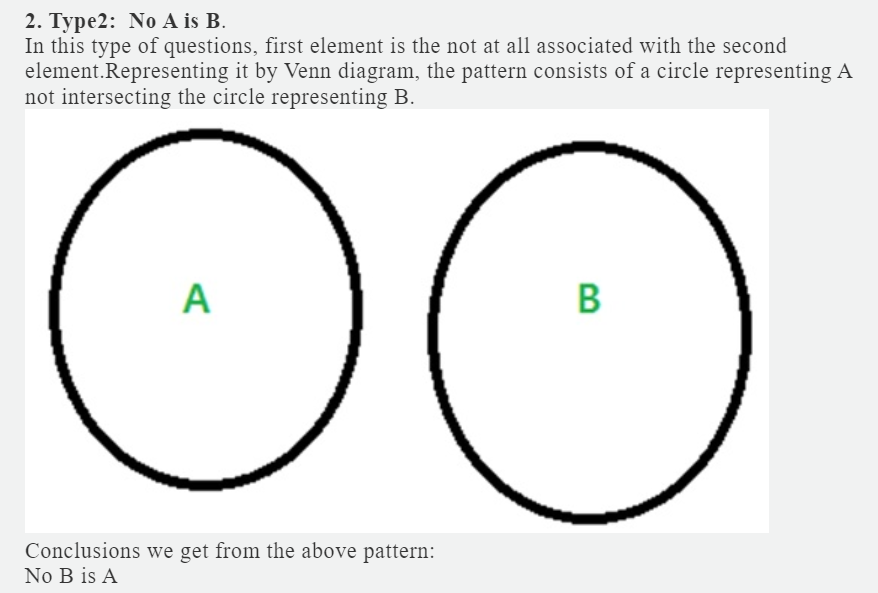 2. Type2: No A is B.
In this type of questions, first element is the not at all associated with the second
element.Representing it by Venn diagram, the pattern consists of a circle representing A
not intersecting the circle representing B.
A
B
Conclusions we get from the above pattern:
No B is A